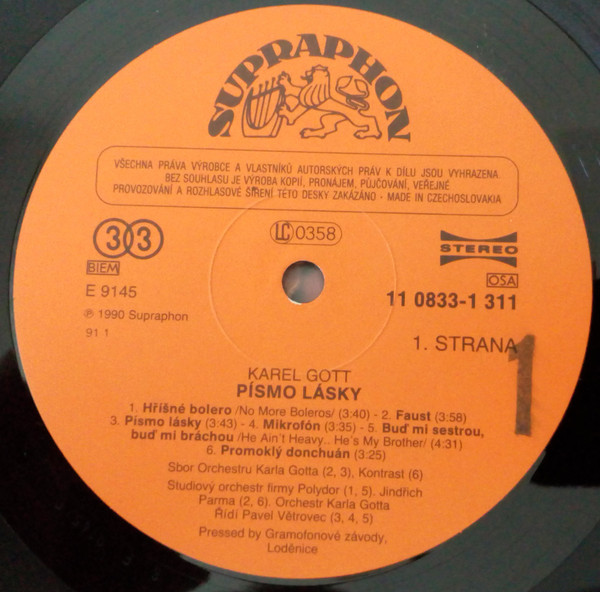 SUPRAPHON
VŠECHNA PRÁVA VÝROBCE A VLASTNÍKŮ AUTORSKÝCH PRÁV K DÍLU JSOU VYHRAZENA.
BEZ SOUHLASU JE VÝROBA KOPIÍ, PRONÁJEM, PŮJČOVÁNÍ, VEŘEJNÉ
PROVOZOVÁNÍ A ROZHLASOVÉ ŠÍŘENÍ TÉTO DESKY ZAKÁZÁNO - MADE IN CZECHOSLOVAKIA
33
LC 0358
STEREO
BIEM
OSA
E 9145
11 0833-1 311
℗ 1990 Supraphon
91 1
1. STRANA
1
KAREL GOTT
PÍSMO LÁSKY
1. Hříšné bolero /No More Boleros/ (3:40) - 2. Faust (3:58)
3. Písmo lásky (3:43) - 4. Mikrofón (3:35) - 5. Buď mi sestrou,
buď mi bráchou /He Ain't Heavy.. He's My Brother/ (4:31)
6. Promoklý donchuán (3:25)
Sbor Orchestru Karla Gotta (2, 3), Kontrast (6)
Studiový orchestr firmy Polydor (1, 5). Jindřich
Parma (2, 6). Orchestr Karla Gotta
Řídí Pavel Větrovec (3, 4, 5)
Pressed by Gramofonové závody,
Loděnice